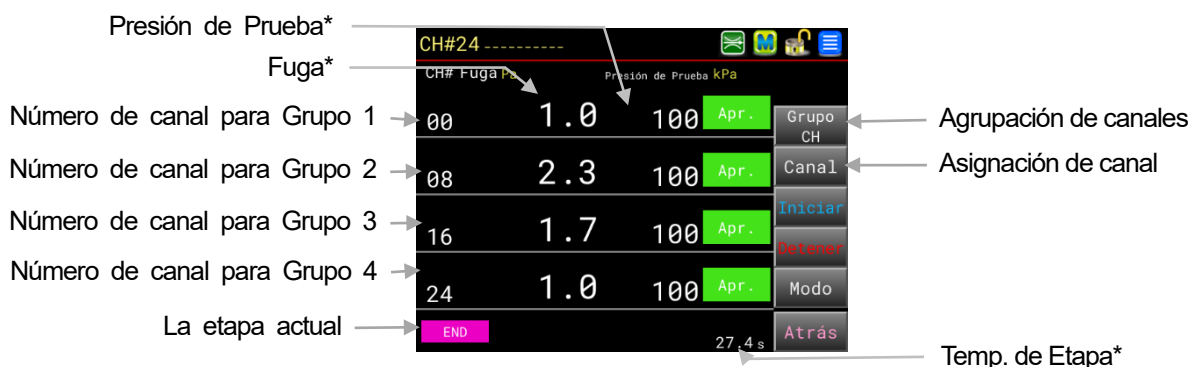 Presión de Prueba*
Fuga*
Número de canal para Grupo 1
Número de canal para Grupo 2
Número de canal para Grupo 3
Número de canal para Grupo 4
La etapa actual
CH#24 ----------
CH# Fuga Pa Presión de Prueba kPa
00 1.0 100 Apr.
08 2.3 100 Apr.
16 1.7 100 Apr.
24 1.0 100 Apr.
END 27.4 s
M
Grupo
CH
Canal
Iniciar
Detener
Modo
Atrás
Agrupación de canales
Asignación de canal
Temp. de Etapa*